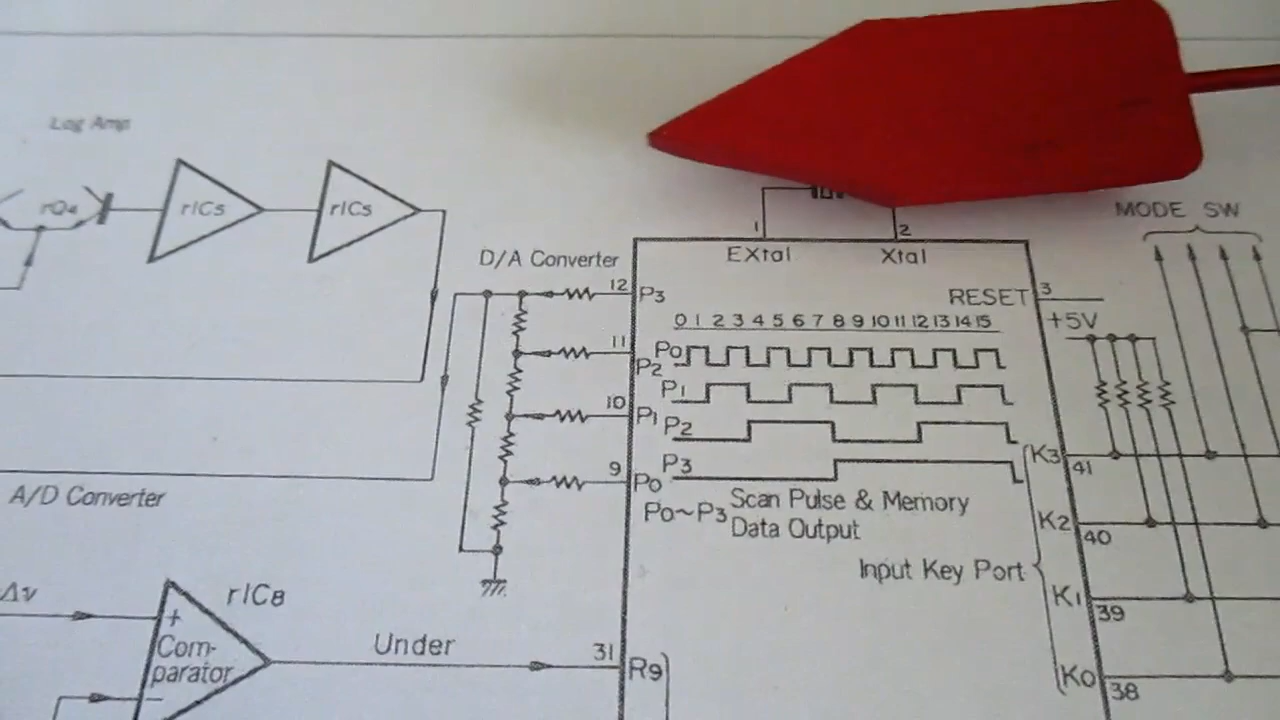 Log Amp
rQ4
rIC5
rIC5
MODE SW
1
2
EXtal
Xtal
D/A Converter
12
P3
RESET
3
+5V
0 1 2 3 4 5 6 7 8 9 10 11 12 13 14 15
11
P0
P2
P1
10
P1
P2
K3
41
9
P3
P0
A/D Converter
P0~P3
Scan Pulse & Memory
Data Output
K2
40
Input Key Port
K1
39
Δv
rIC8
+
Com-
parator
−
Under
31
R9
K0
38